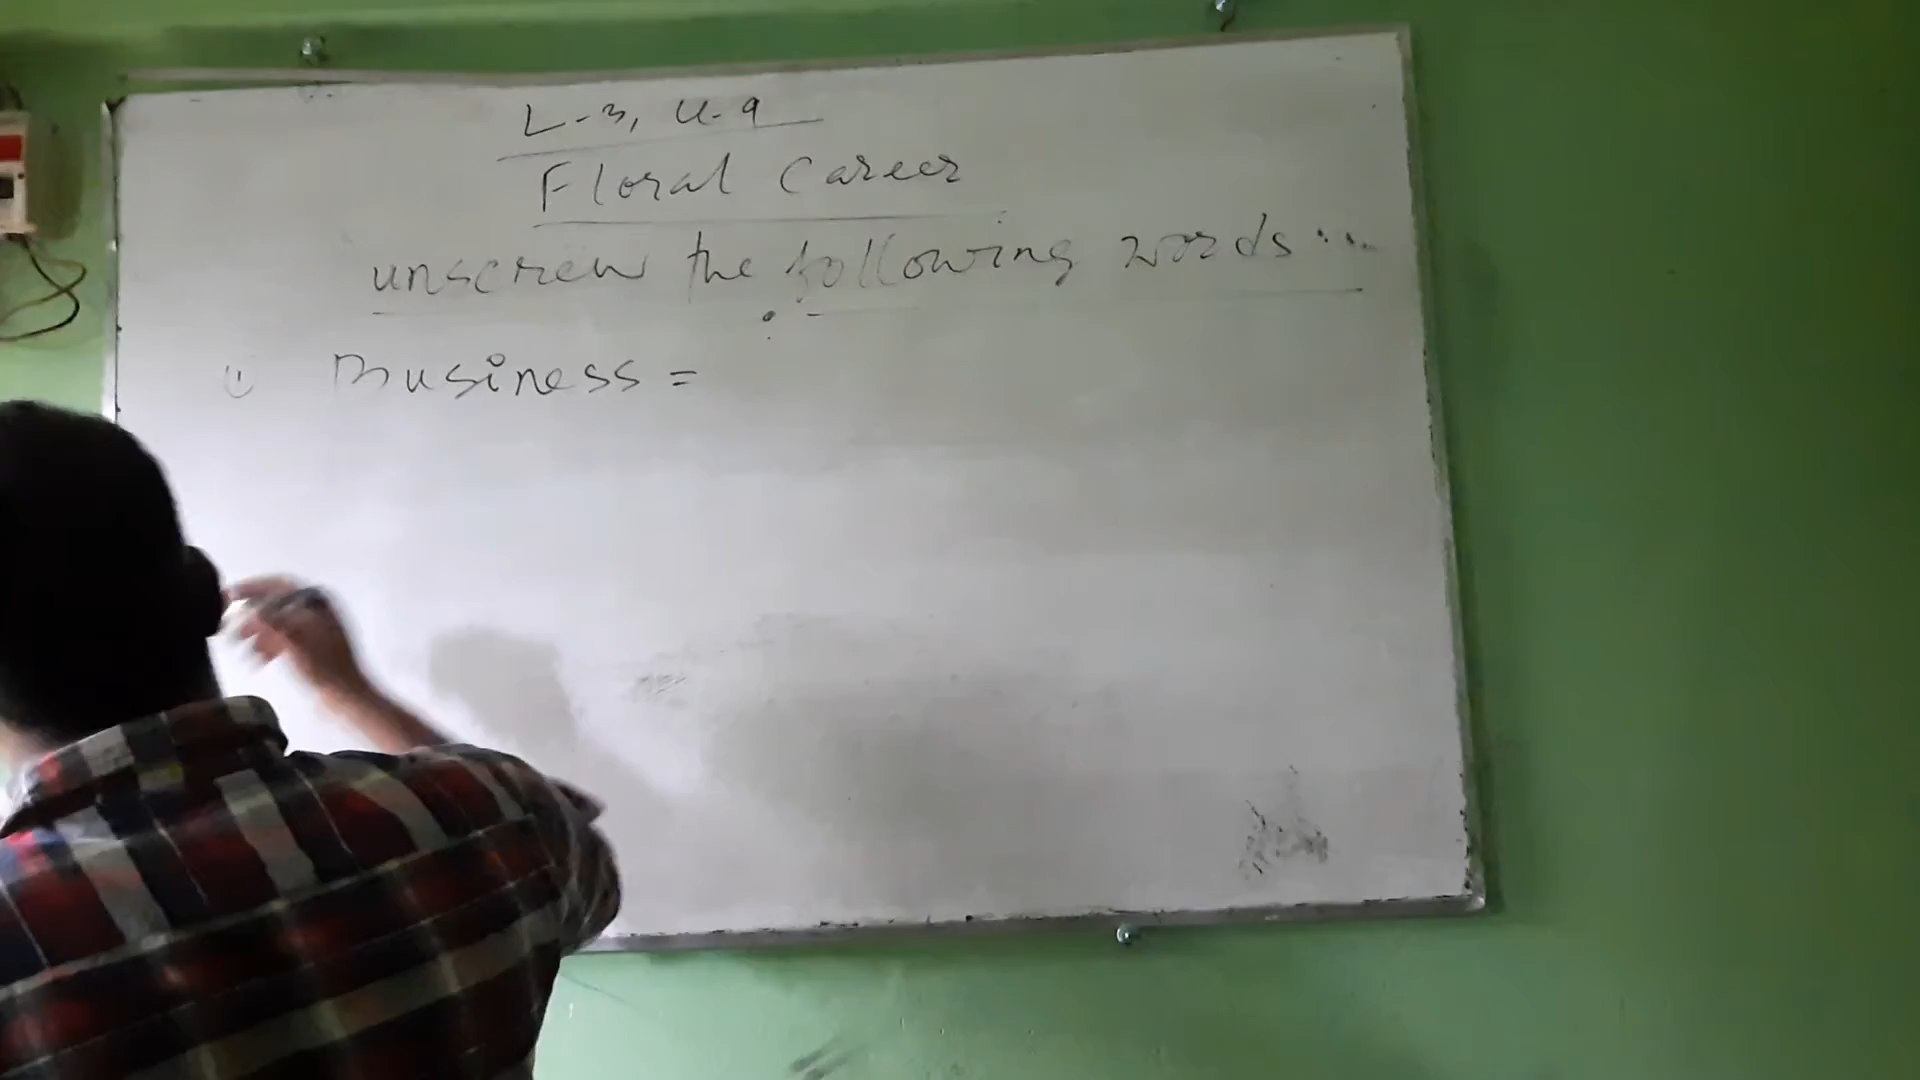 L-3, U-9
Floral Career
unscrew the following words...
① Business =